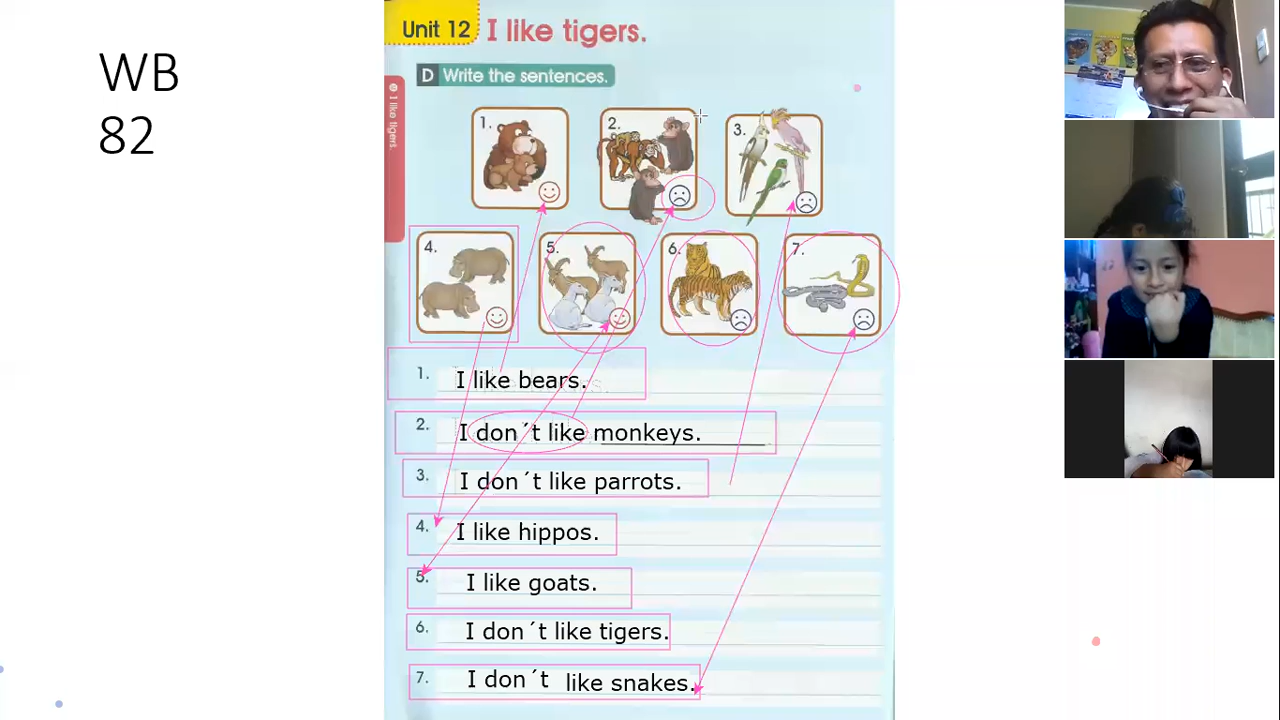 WB
82
Unit 12
I like tigers.
D Write the sentences.
I like tigers.
1.
2.
3.
4.
5.
6.
7.
1. I like bears.
2. I don´t like monkeys.
3. I don´t like parrots.
4. I like hippos.
5. I like goats.
6. I don´t like tigers.
7. I don´t like snakes.